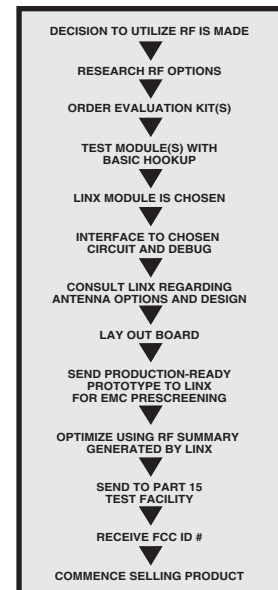 DECISION TO UTILIZE RF IS MADE
RESEARCH RF OPTIONS
ORDER EVALUATION KIT(S)
TEST MODULE(S) WITH
BASIC HOOKUP
LINX MODULE IS CHOSEN
INTERFACE TO CHOSEN
CIRCUIT AND DEBUG
CONSULT LINX REGARDING
ANTENNA OPTIONS AND DESIGN
LAY OUT BOARD
SEND PRODUCTION-READY
PROTOTYPE TO LINX
FOR EMC PRESCREENING
OPTIMIZE USING RF SUMMARY
GENERATED BY LINX
SEND TO PART 15
TEST FACILITY
RECEIVE FCC ID #
COMMENCE SELLING PRODUCT